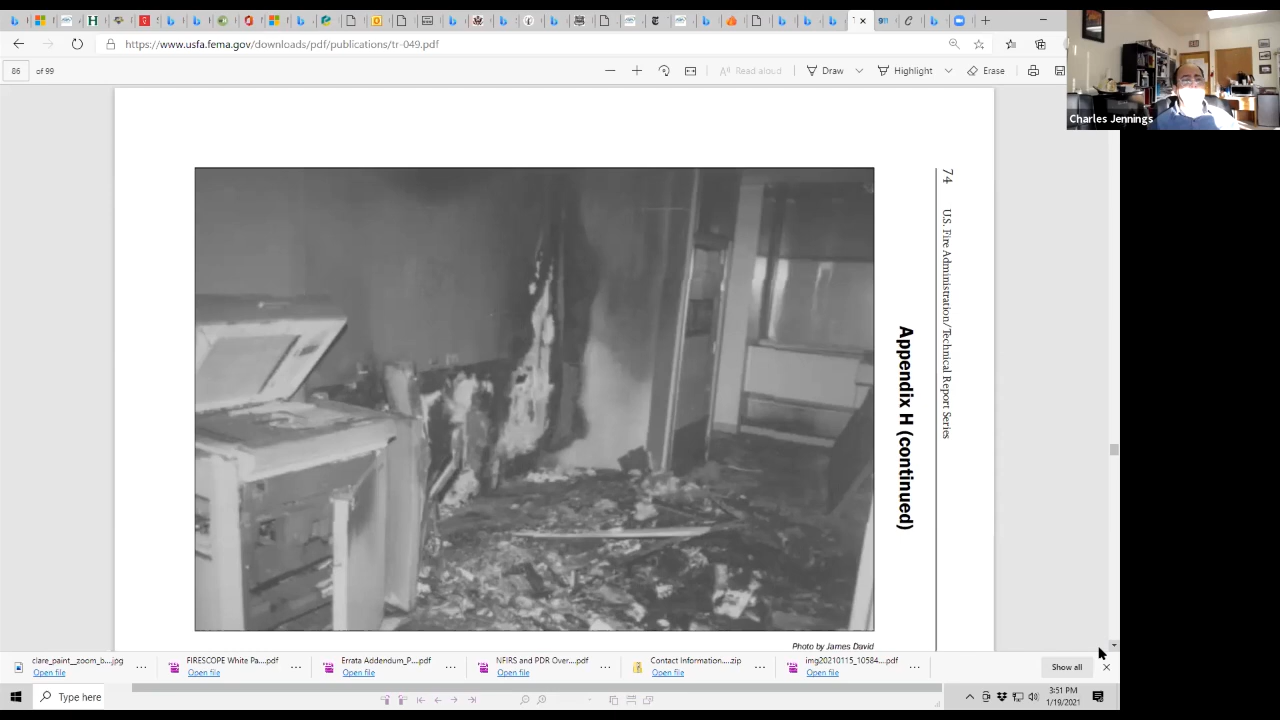 https://www.usfa.fema.gov/downloads/pdf/publications/tr-049.pdf
86 of 99
Read aloud
Draw
Highlight
Erase
Charles Jennings
74
U.S. Fire Administration/Technical Report Series
Appendix H (continued)
Photo by James David
clare_paint__zoom_b....jpg
Open file
FIRESCOPE White Pa....pdf
Open file
Errata Addendum_P....pdf
Open file
NFIRS and PDR Over....pdf
Open file
Contact Information....zip
Open file
img20210115_10584....pdf
Open file
Show all
Type here
3:51 PM
1/19/2021